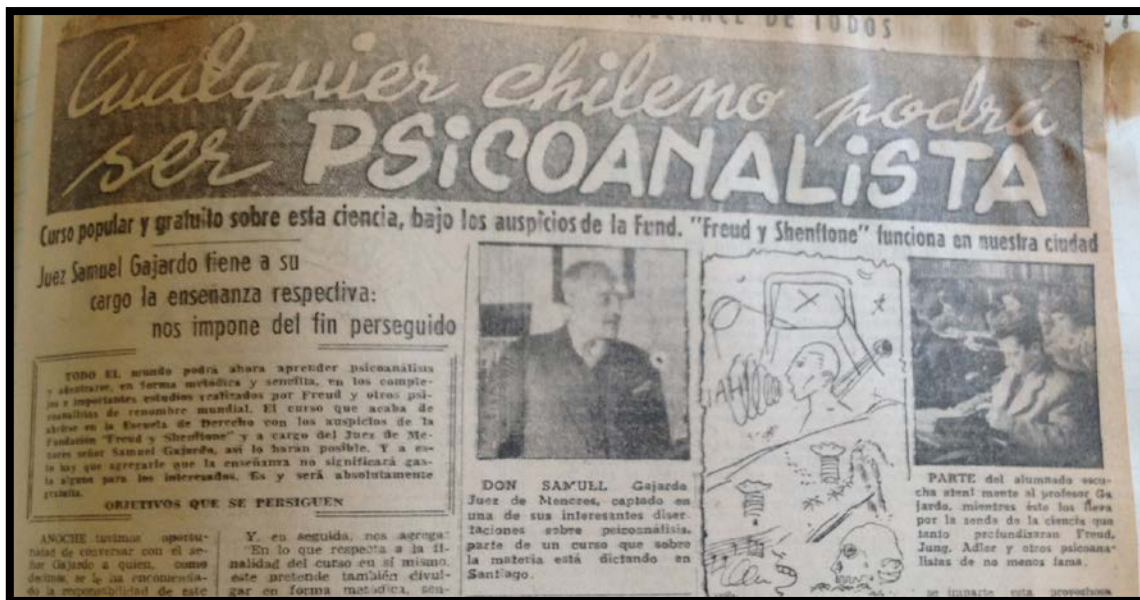 ALCANCE DE TODOS
Cualquier chileno podrá
ser PSiCOANALiSTA
Curso popular y gratuito sobre esta ciencia, bajo los auspicios de la Fund. "Freud y Shenftone" funciona en nuestra ciudad
Juez Samuel Gajardo tiene a su
cargo la enseñanza respectiva:
nos impone del fin perseguido
TODO EL mundo podrá ahora aprender psicoanálisis
y adentrarse, en forma metódica y sencilla, en los comple-
jos e importantes estudios realizados por Freud y otros psi-
coanalistas de renombre mundial. El curso que acaba de
abrirse en la Escuela de Derecho con los auspicios de la
Fundación "Freud y Shenftone" y a cargo del Juez de Me-
nores señor Samuel Gajardo, así lo harán posible. Y a es-
to hay que agregarle que la enseñanza no significará gas-
to alguno para los interesados. Es y será absolutamente
gratuita.
OBJETIVOS QUE SE PERSIGUEN
ANOCHE tuvimos oportu-
nidad de conversar con el se-
ñor Gajardo a quien, como
decimos, se le ha encomenda-
do la responsabilidad de este
Y, en seguida, nos agrega:
"En lo que respecta a la fi-
nalidad del curso en sí mismo,
este pretende también divul-
gar en forma metódica, sen-
DON SAMUEL Gajardo
Juez de Menores, captado en
una de sus interesantes diser-
taciones sobre psicoanálisis,
parte de un curso que sobre
la materia está dictando en
Santiago.
¡AH!
PARTE del alumnado escu-
cha atentamente al profesor Ga
jardo, mientras éste los lleva
por la senda de la ciencia que
tanto profundizaran Freud,
Jung, Adler y otros psicoana-
listas de no menos fama.
se imparte esta provechosa